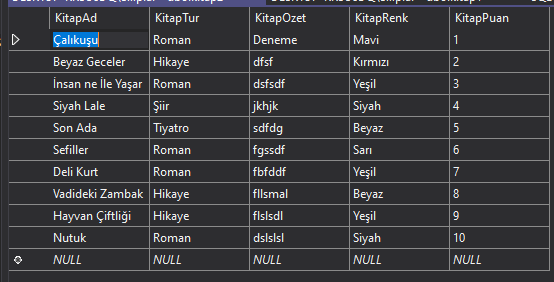 KitapAd KitapTur KitapOzet KitapRenk KitapPuan
Çalıkuşu Roman Deneme Mavi 1
Beyaz Geceler Hikaye dfsf Kırmızı 2
İnsan ne İle Yaşar Roman dsfsdf Yeşil 3
Siyah Lale Şiir jkhjk Siyah 4
Son Ada Tiyatro sdfdg Beyaz 5
Sefiller Roman fgssdf Sarı 6
Deli Kurt Roman fbfddf Yeşil 7
Vadideki Zambak Hikaye fllsmal Beyaz 8
Hayvan Çiftliği Hikaye flslsdl Yeşil 9
Nutuk Roman dslslsl Siyah 10
NULL NULL NULL NULL NULL